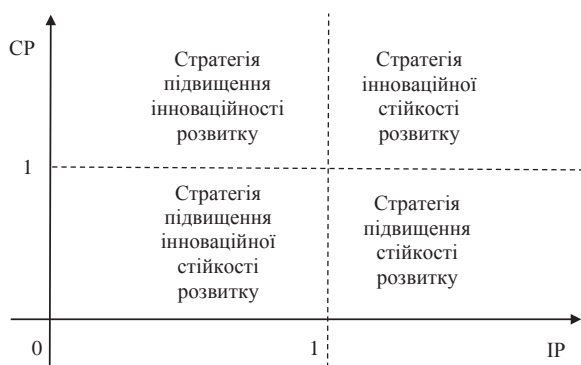 СР
Стратегія
підвищення
інноваційності
розвитку
Стратегія
інноваційної
стійкості
розвитку
1
Стратегія
підвищення
інноваційної
стійкості
розвитку
Стратегія
підвищення
стійкості
розвитку
0
1
ІР